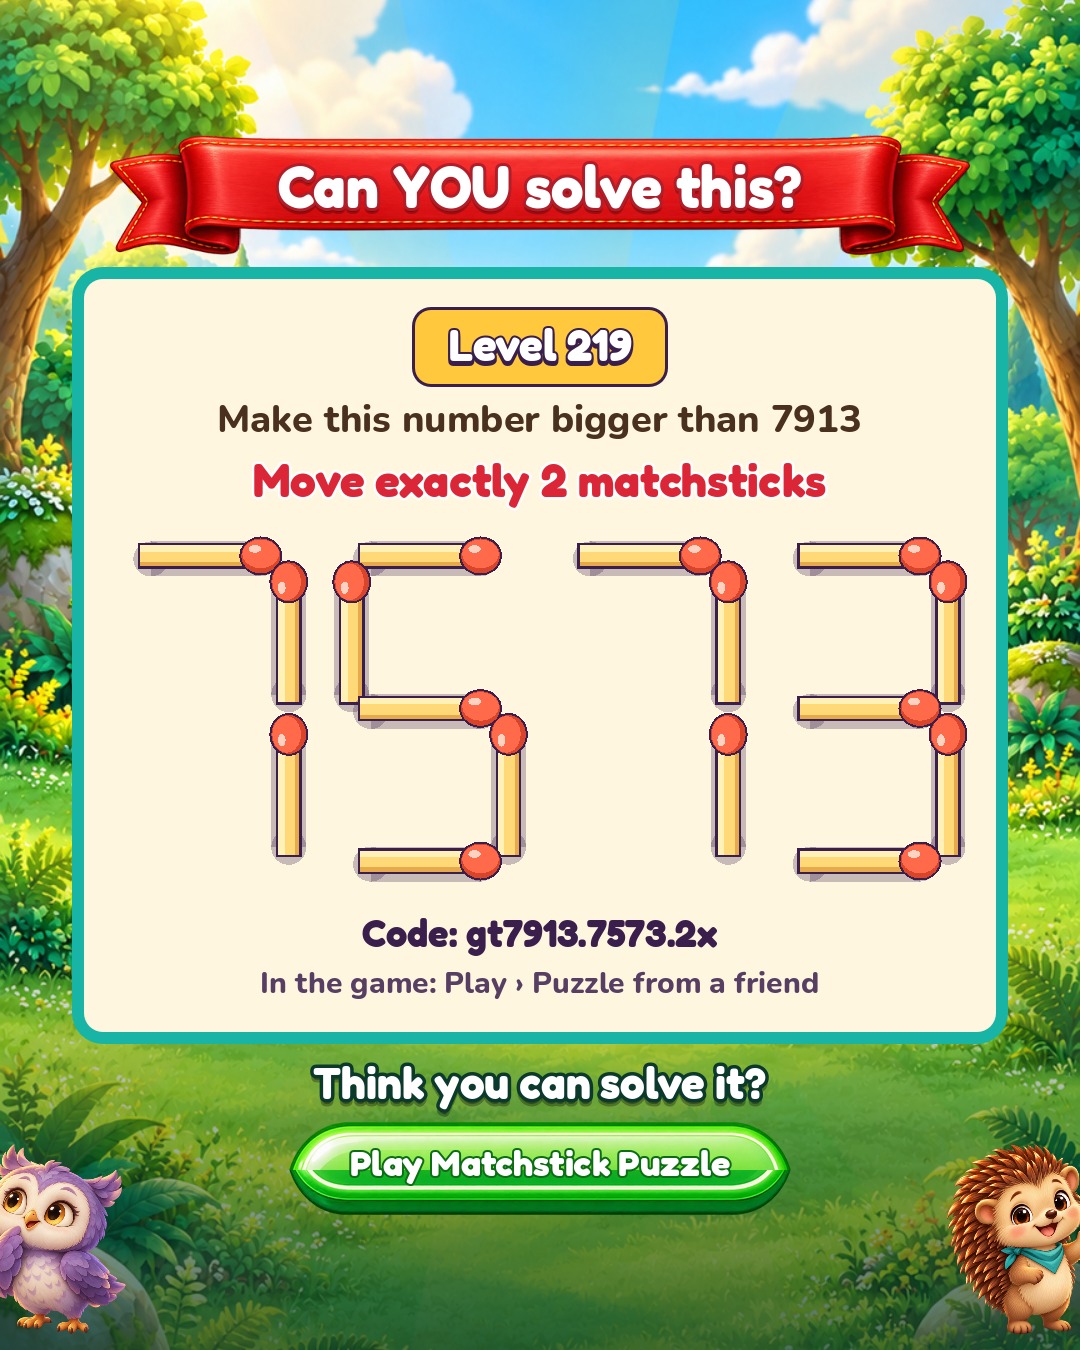 Can YOU solve this?
Level 219
Make this number bigger than 7913
Move exactly 2 matchsticks
7573
Code: gt7913.7573.2x
In the game: Play › Puzzle from a friend
Think you can solve it?
Play Matchstick Puzzle